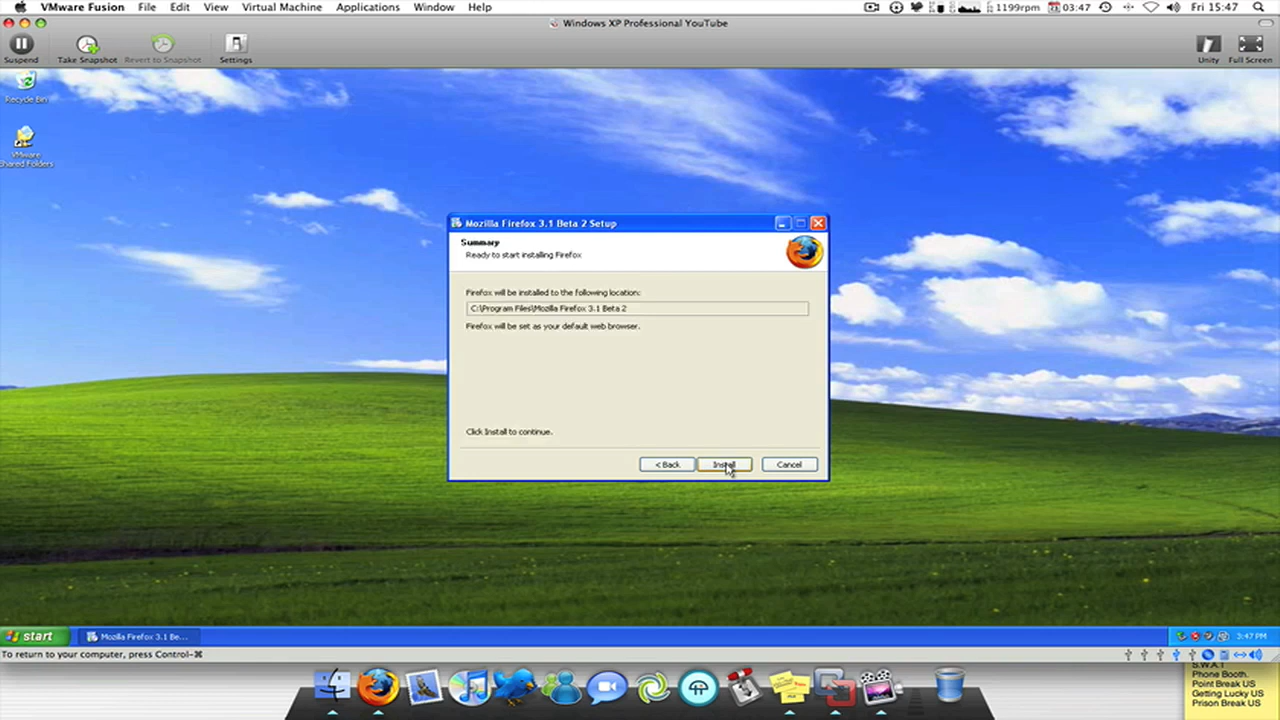 VMware Fusion File Edit View Virtual Machine Applications Window Help 1199rpm 03:47 Fri 15:47
Windows XP Professional YouTube
Suspend Take Snapshot Revert to Snapshot Settings Unity Full Screen
Recycle Bin
VMware
Shared Folders
Mozilla Firefox 3.1 Beta 2 Setup
Summary
Ready to start installing Firefox
Firefox will be installed to the following location:
C:\Program Files\Mozilla Firefox 3.1 Beta 2
Firefox will be set as your default web browser.
Click Install to continue.
< Back Install Cancel
start Mozilla Firefox 3.1 Be... 3:47 PM
To return to your computer, press Control-⌘
S.W.A.T
Phone Booth.
Point Break US
Getting Lucky US
Prison Break US